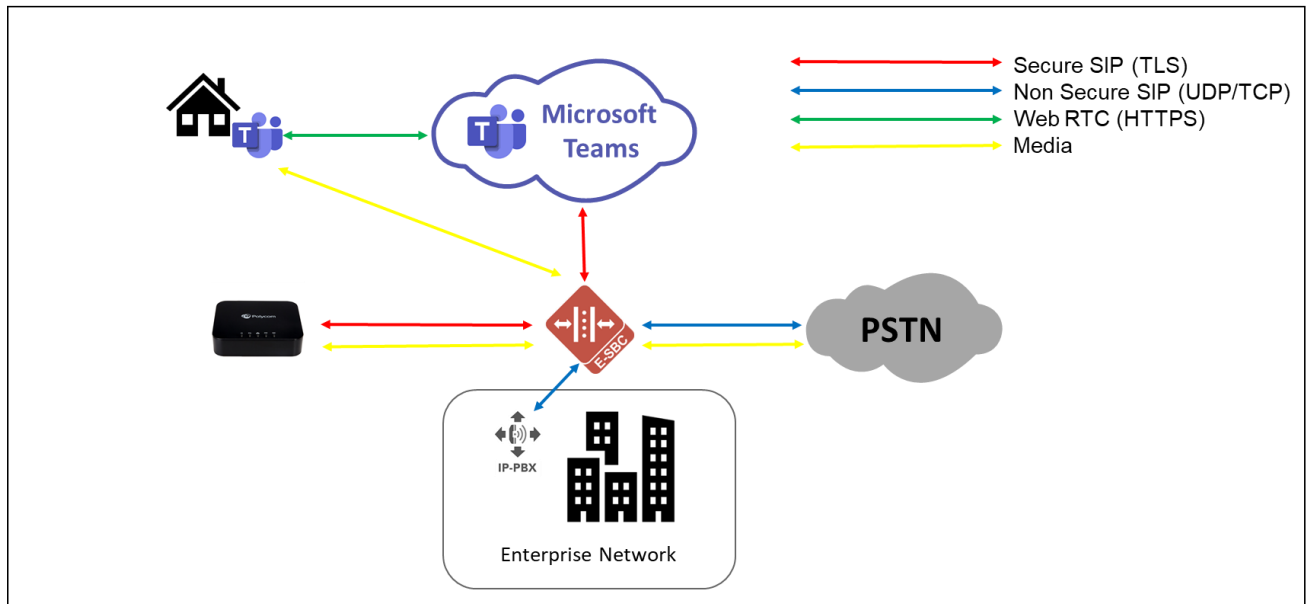 Secure SIP (TLS)
Non Secure SIP (UDP/TCP)
Web RTC (HTTPS)
Media
T
T
Microsoft
Teams
Polycom
E-SBC
PSTN
IP-PBX
Enterprise Network